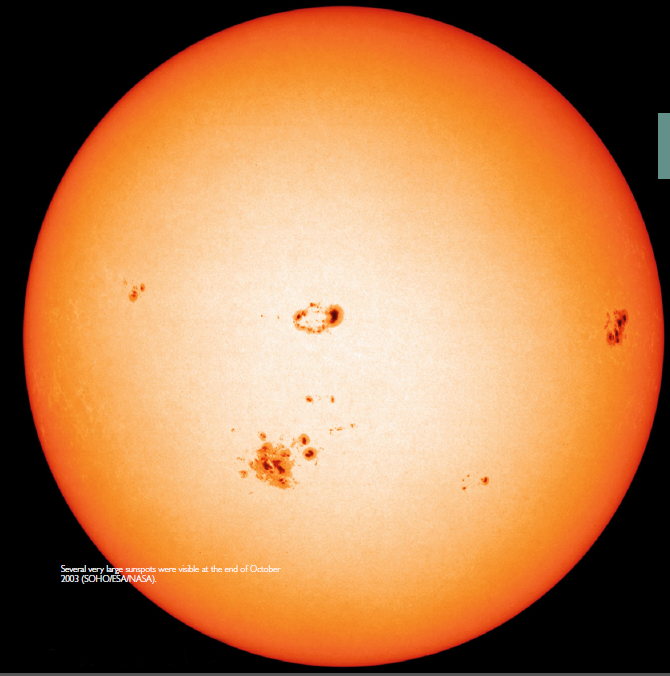 Several very large sunspots were visible at the end of October
2003 (SOHO/ESA/NASA).